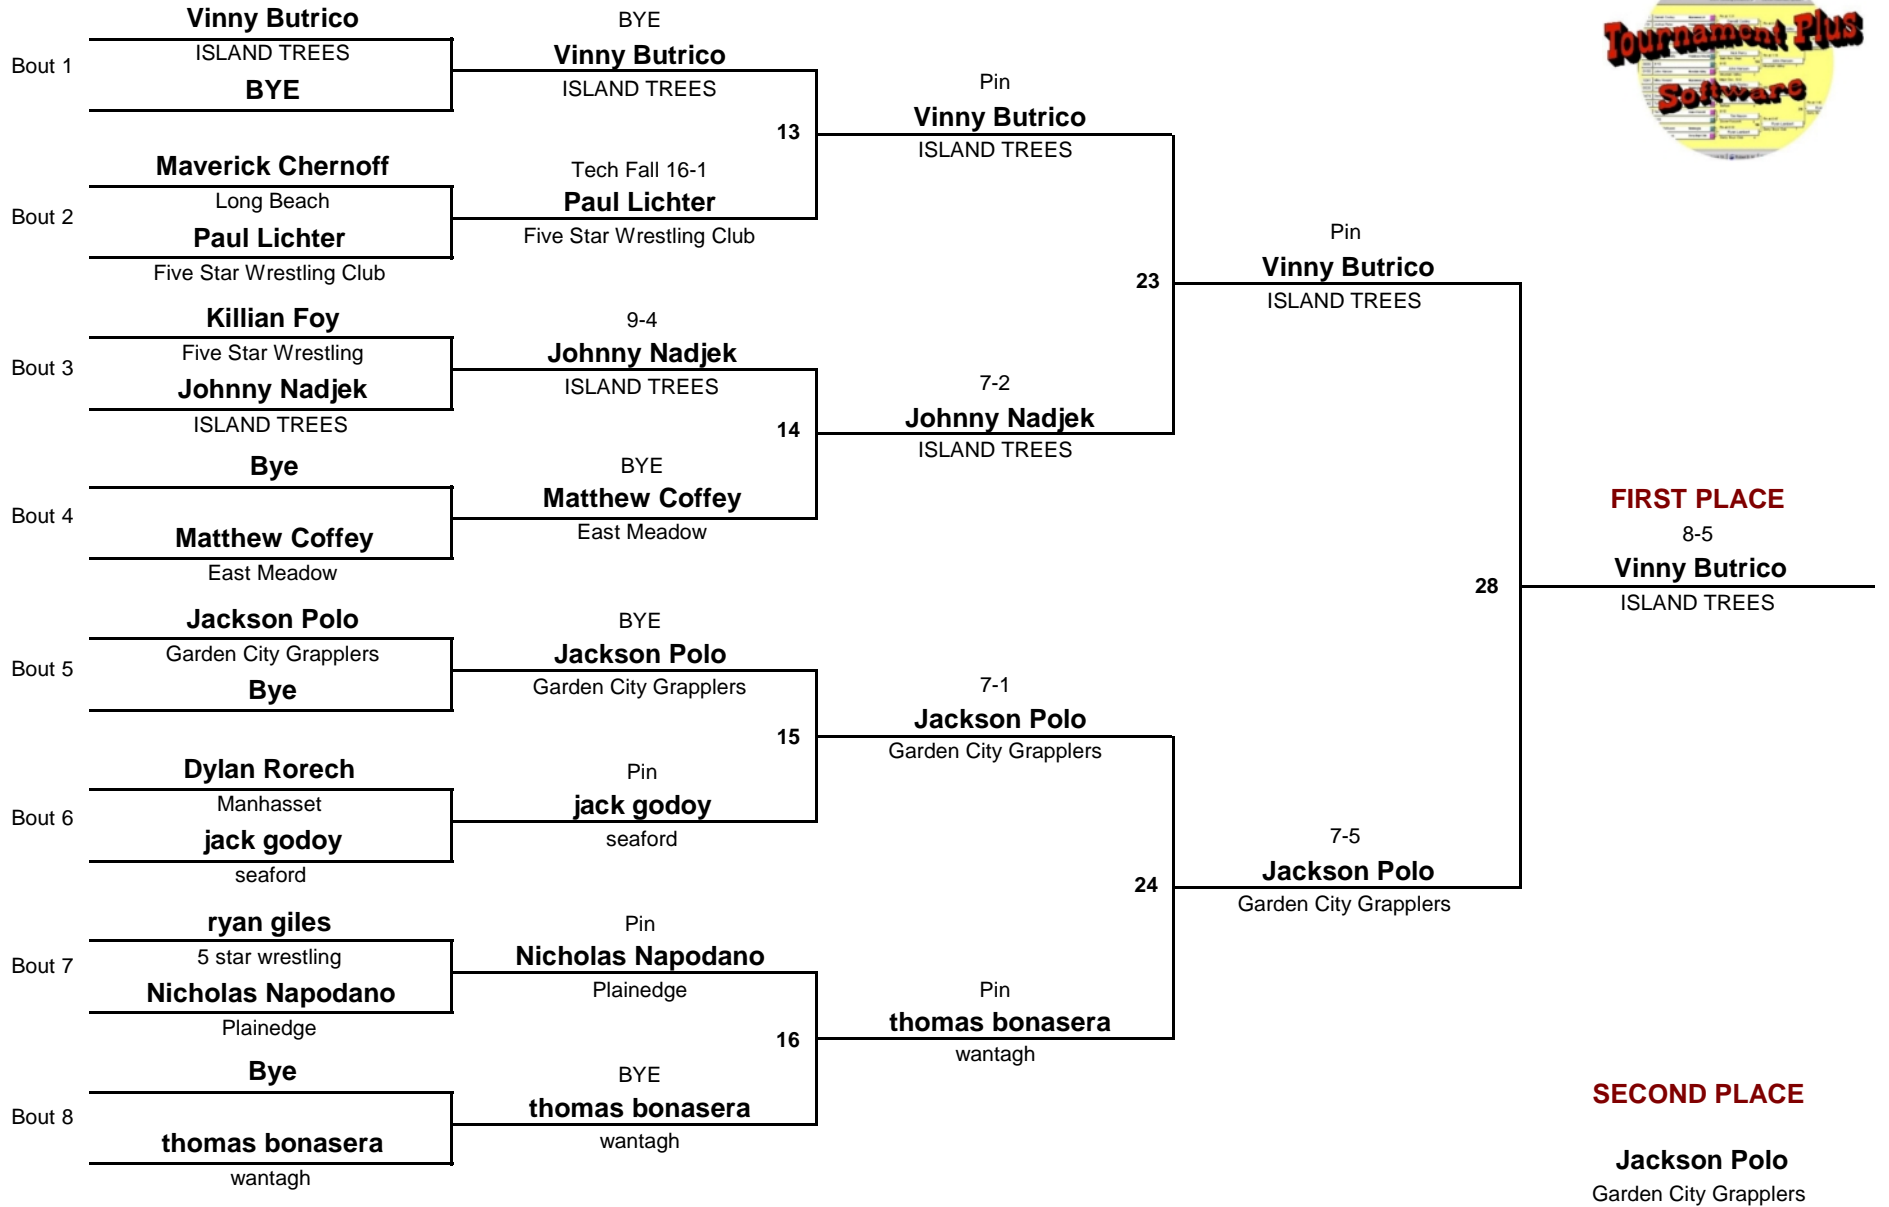 Vinny Butrico
ISLAND TREES
Bout 1
BYE
Maverick Chernoff
Long Beach
Bout 2
Paul Lichter
Five Star Wrestling Club
Killian Foy
Five Star Wrestling
Bout 3
Johnny Nadjek
ISLAND TREES
Bye
Bout 4
Matthew Coffey
East Meadow
Jackson Polo
Garden City Grapplers
Bout 5
Bye
Dylan Rorech
Manhasset
Bout 6
jack godoy
seaford
ryan giles
5 star wrestling
Bout 7
Nicholas Napodano
Plainedge
Bye
Bout 8
thomas bonasera
wantagh
BYE
Vinny Butrico
ISLAND TREES
13
Tech Fall 16-1
Paul Lichter
Five Star Wrestling Club
9-4
Johnny Nadjek
ISLAND TREES
14
BYE
Matthew Coffey
East Meadow
BYE
Jackson Polo
Garden City Grapplers
15
Pin
jack godoy
seaford
Pin
Nicholas Napodano
Plainedge
16
BYE
thomas bonasera
wantagh
Pin
Vinny Butrico
ISLAND TREES
23
7-2
Johnny Nadjek
ISLAND TREES
7-1
Jackson Polo
Garden City Grapplers
24
Pin
thomas bonasera
wantagh
Pin
Vinny Butrico
ISLAND TREES
28
7-5
Jackson Polo
Garden City Grapplers
Tournament Plus
Software
FIRST PLACE
8-5
Vinny Butrico
ISLAND TREES
SECOND PLACE
Jackson Polo
Garden City Grapplers